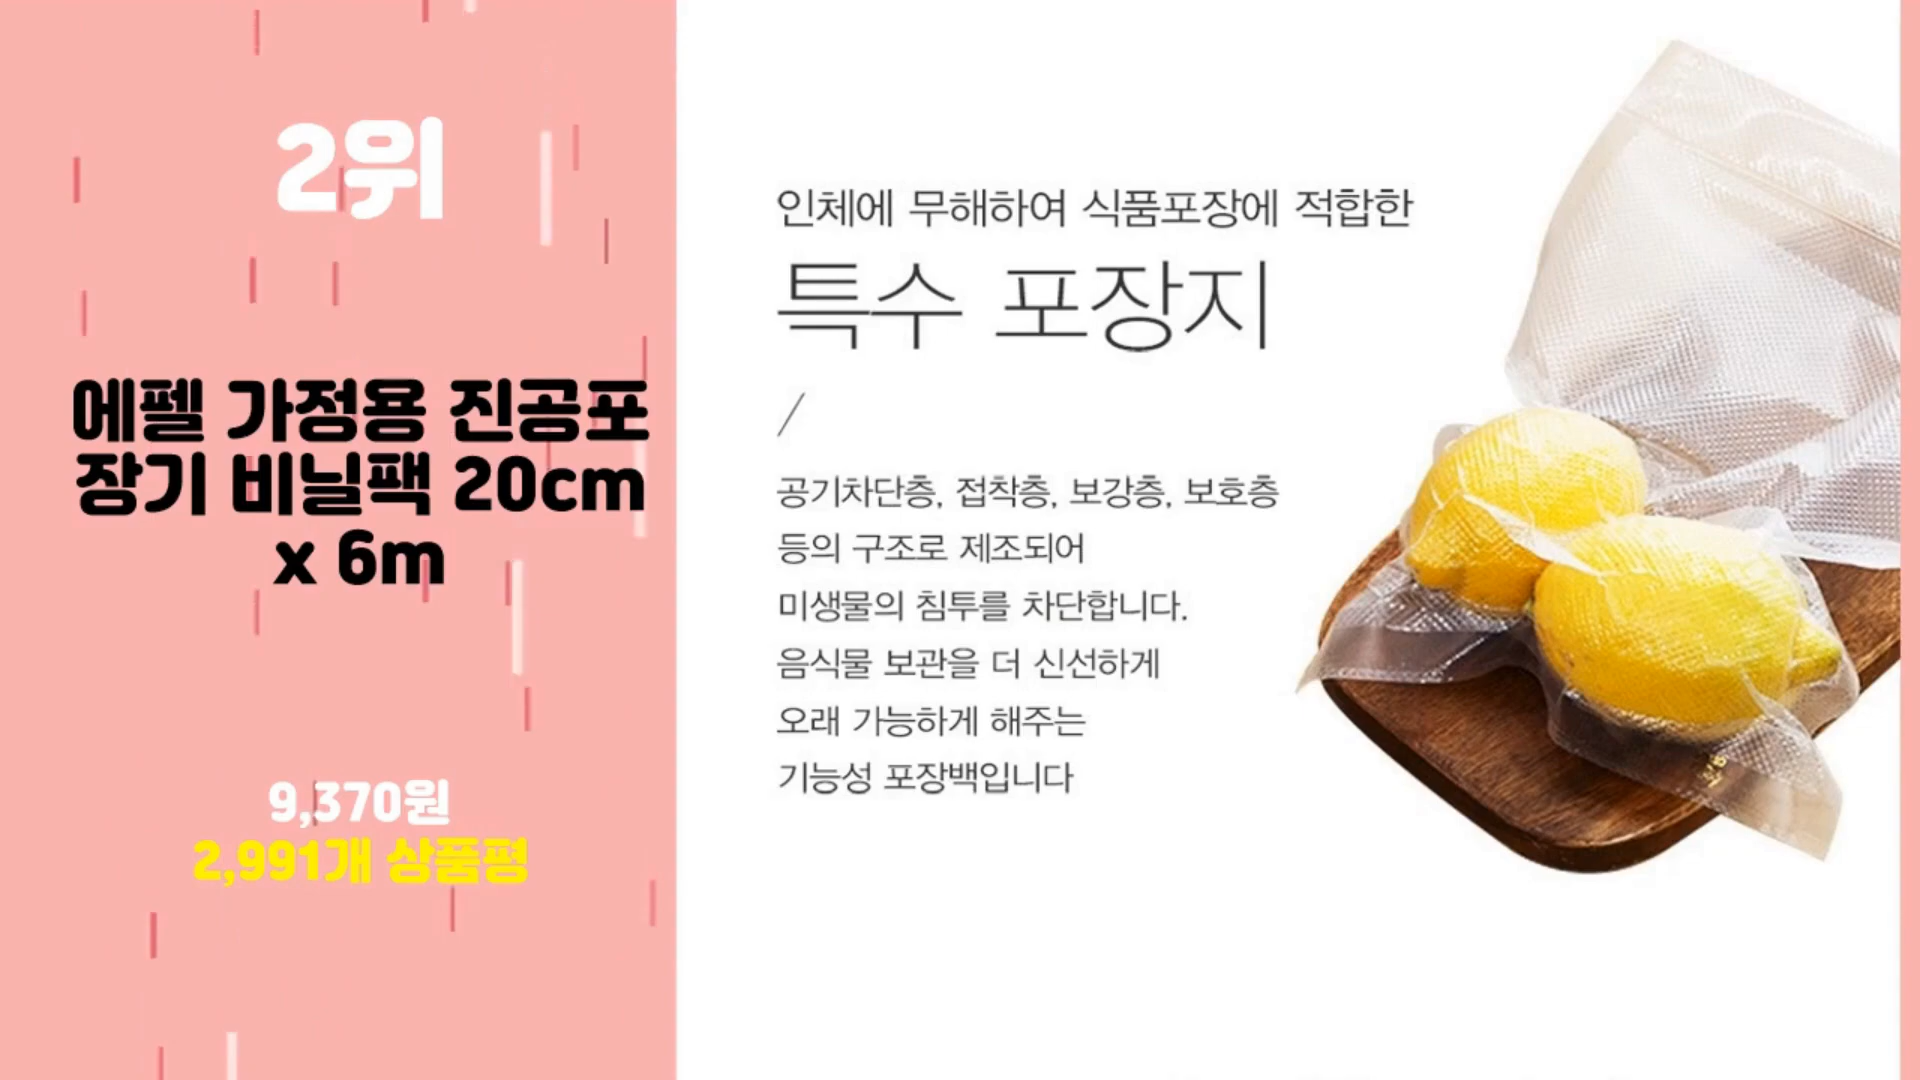 2위
에펠 가정용 진공포
장기 비닐팩 20cm
x 6m
9,370원
2,991개 상품평
인체에 무해하여 식품포장에 적합한
특수 포장지
/
공기차단층, 접착층, 보강층, 보호층
등의 구조로 제조되어
미생물의 침투를 차단합니다.
음식물 보관을 더 신선하게
오래 가능하게 해주는
기능성 포장백입니다